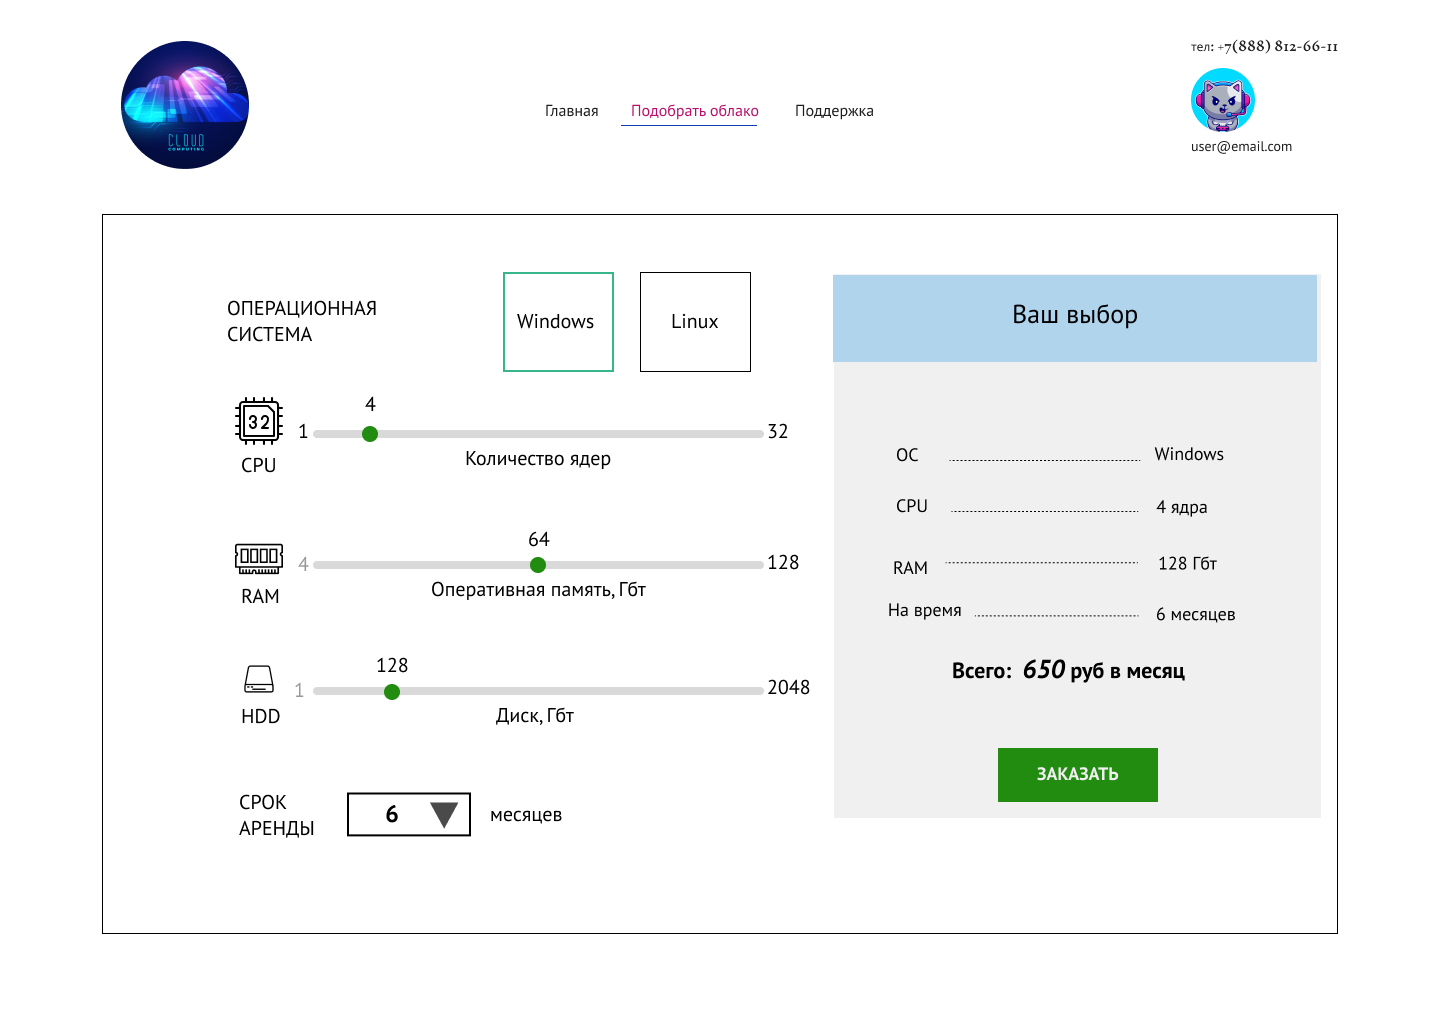 тел: +7(888) 812-66-11
CLOUD
COMPUTING
Главная
Подобрать облако
Поддержка
user@email.com
ОПЕРАЦИОННАЯ
СИСТЕМА
Windows
Linux
32
CPU
4
1
32
Количество ядер
RAM
64
4
128
Оперативная память, Гбт
HDD
128
1
2048
Диск, Гбт
СРОК
АРЕНДЫ
6
месяцев
Ваш выбор
ОС Windows
CPU 4 ядра
RAM 128 Гбт
На время 6 месяцев
Всего: 650 руб в месяц
ЗАКАЗАТЬ